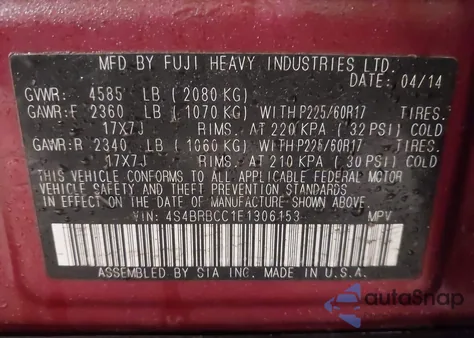 MFD BY FUJI HEAVY INDUSTRIES LTD.
DATE: 04/14
GVWR: 4585 LB (2080 KG)
GAWR:F 2360 LB (1070 KG) WITH P225/60R17 TIRES.
17X7J RIMS. AT 220 KPA (32 PSI) COLD
GAWR:R 2340 LB (1060 KG) WITH P225/60R17 TIRES.
17X7J RIMS. AT 210 KPA (30 PSI) COLD
THIS VEHICLE CONFORMS TO ALL APPLICABLE FEDERAL MOTOR
VEHICLE SAFETY AND THEFT PREVENTION STANDARDS
IN EFFECT ON THE DATE OF MANUFACTURE SHOWN ABOVE.
VIN: 4S4BRBCC1E1306153 MPV
ASSEMBLED BY SIA INC. MADE IN U.S.A.
autosnap